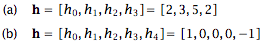 (a) h = [h₀, h₁, h₂, h₃] = [2, 3, 5, 2]
(b) h = [h₀, h₁, h₂, h₃, h₄] = [1, 0, 0, 0, −1]